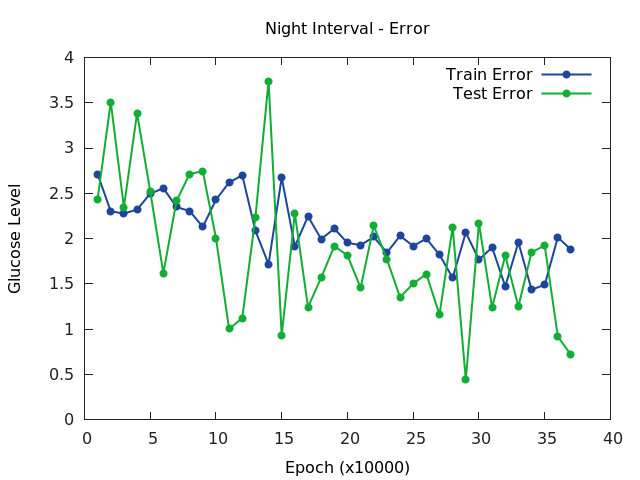 Night Interval - Error
Train Error
Test Error
4
3.5
3
2.5
2
1.5
1
0.5
0
Glucose Level
0 5 10 15 20 25 30 35 40
Epoch (x10000)